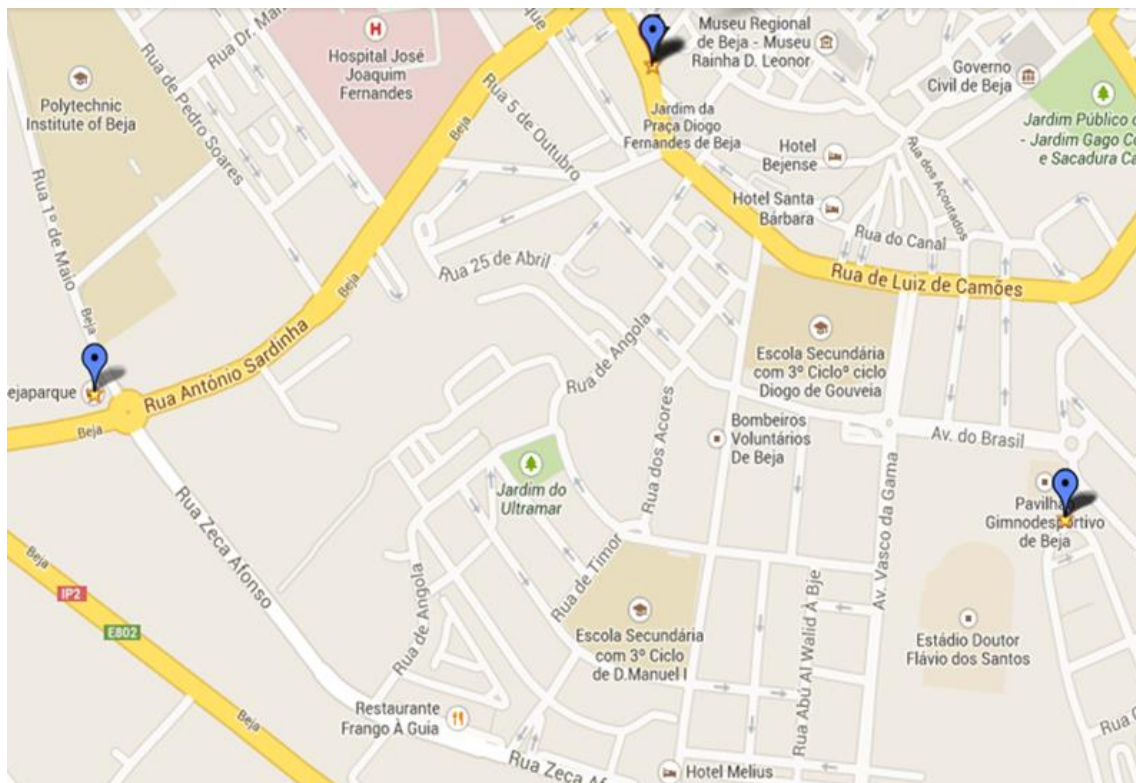 Rua Dr. Ma
que
Museu Regional
de Beja - Museu
Rainha D. Leonor
Hospital José
Joaquim
Fernandes
Rua de Pedro Soares
Polytechnic
Institute of Beja
Rua 5 de Outubro
Beja
Governo
Civil de Beja
Jardim da
Praça Diogo
Fernandes de Beja
Jardim Público
- Jardim Gago Co
e Sacadura Ca
Hotel
Bejense
Rua dos Açoutados
Rua 1º de Maio
Hotel Santa
Bárbara
Rua do Canal
Rua 25 de Abril
Beja
Rua de Luiz de Camões
Beja
Rua António Sardinha
Escola Secundária
com 3º Cicloº ciclo
Diogo de Gouveia
Rua de Angola
ejaparque
Beja
Rua dos Acores
Bombeiros
Voluntários
De Beja
Av. do Brasil
Jardim do
Ultramar
Pavilhã
Gimnodesportivo
de Beja
Av. Vasco da Gama
Rua Zeca Afonso
Beja
IP2
E802
Rua de Timor
Rua de Angola
Escola Secundária
com 3º Ciclo
de D.Manuel I
Rua Abú Al Walid À Bje
Estádio Doutor
Flávio dos Santos
Restaurante
Frango À Guia
Beja
Rua Zeca Af
Hotel Melius
Rua